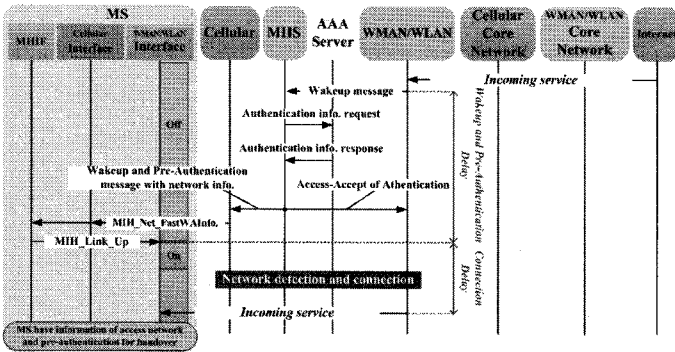 MS
MHIF
Cellular
Interface
WMAN/WLAN
Interface
Cellular
MIIS
AAA
Server
WMAN/WLAN
Cellular
Core
Network
WMAN/WLAN
Core
Network
Internet
Incoming service
Wakeup message
Off
Authentication info. request
Authentication info. response
Wakeup and Pre-Authentication
message with network info.
Access-Accept of Athentication
MIH_Net_FastWAInfo.
MIH_Link_Up
On
Network detection and connection
Incoming service
Wakeup and Pre-Authentication
Delay
Connection
Delay
MS have information of access network
and pre-authentication for handover